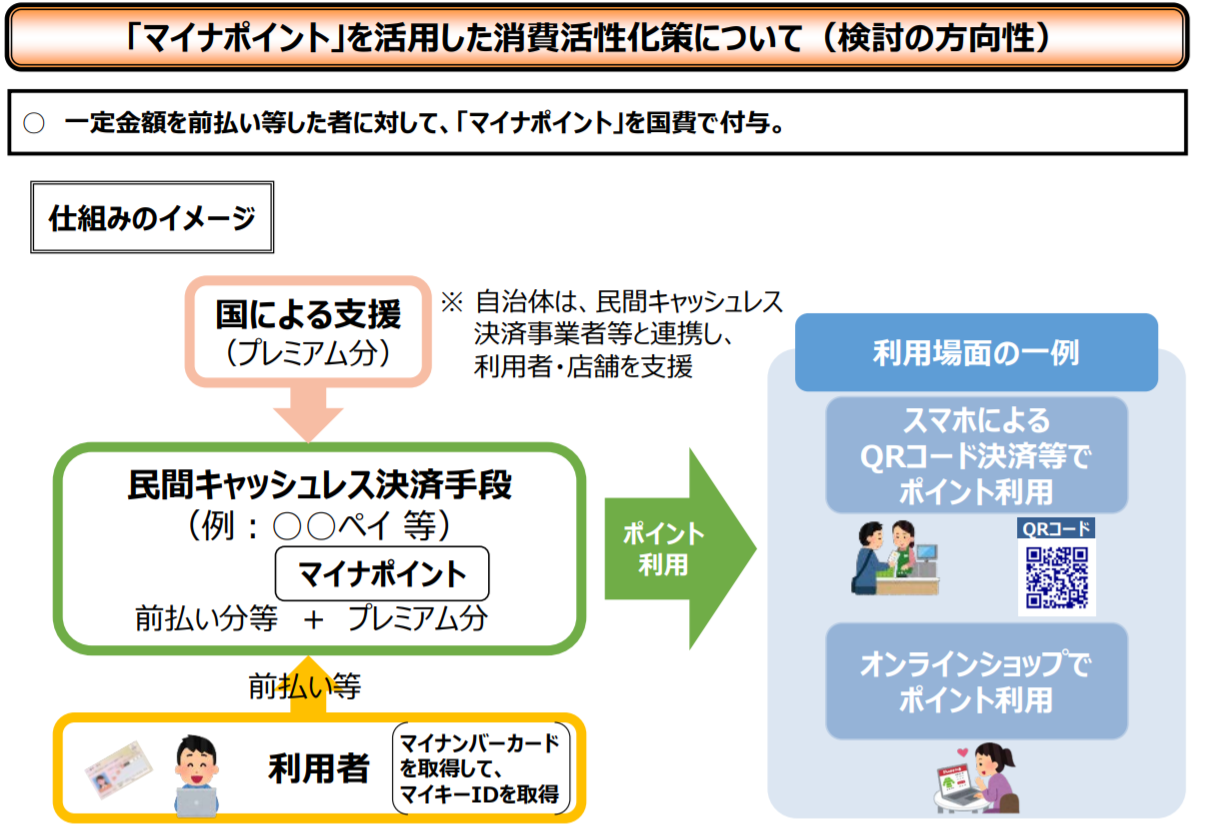 「マイナポイント」を活用した消費活性化策について（検討の方向性）
○　一定金額を前払い等した者に対して、「マイナポイント」を国費で付与。
仕組みのイメージ
国による支援
（プレミアム分）
※ 自治体は、民間キャッシュレス
決済事業者等と連携し、
利用者・店舗を支援
民間キャッシュレス決済手段
（例：○○ペイ 等）
マイナポイント
前払い分等　+　プレミアム分
前払い等
利用者
マイナンバーカード
を取得して、
マイキーIDを取得
ポイント
利用
利用場面の一例
スマホによる
QRコード決済等で
ポイント利用
QRコード
オンラインショップで
ポイント利用